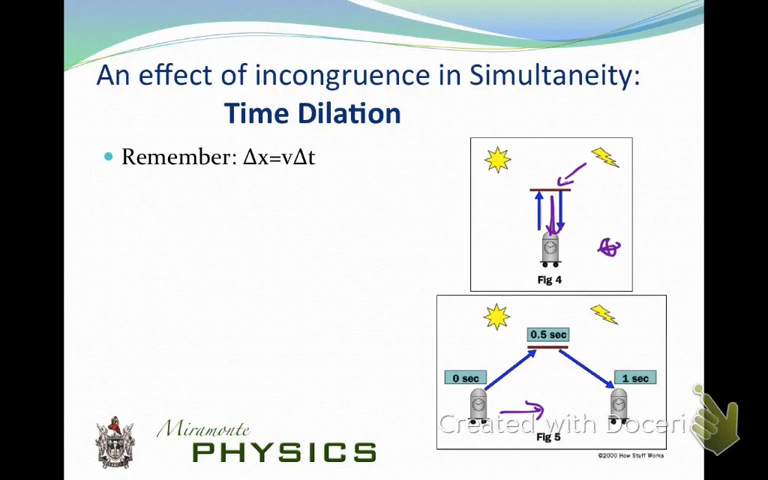 An effect of incongruence in Simultaneity:
Time Dilation
• Remember: Δx=vΔt
Fig 4
0.5 sec
0 sec
1 sec
Created with Doceri
Fig 5
©2000 How Stuff Works
Miramonte
PHYSICS